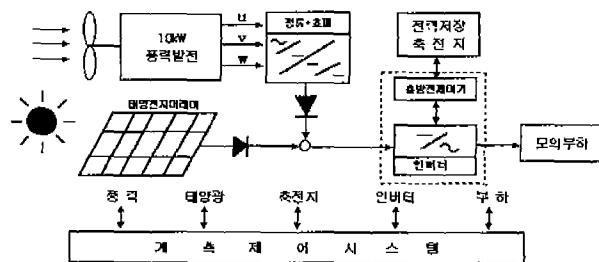 10kW
풍력발전
U
V
W
정류+초퍼
전력저장
축전지
충방전제어기
태양전지어레이
인버터
모의부하
풍력 태양광 축전지 인버터 부하
계측제어시스템